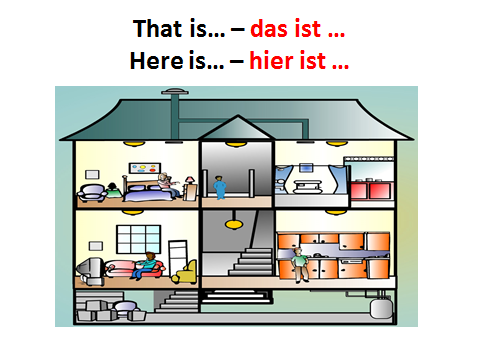 That is... – das ist ...
Here is... – hier ist ...